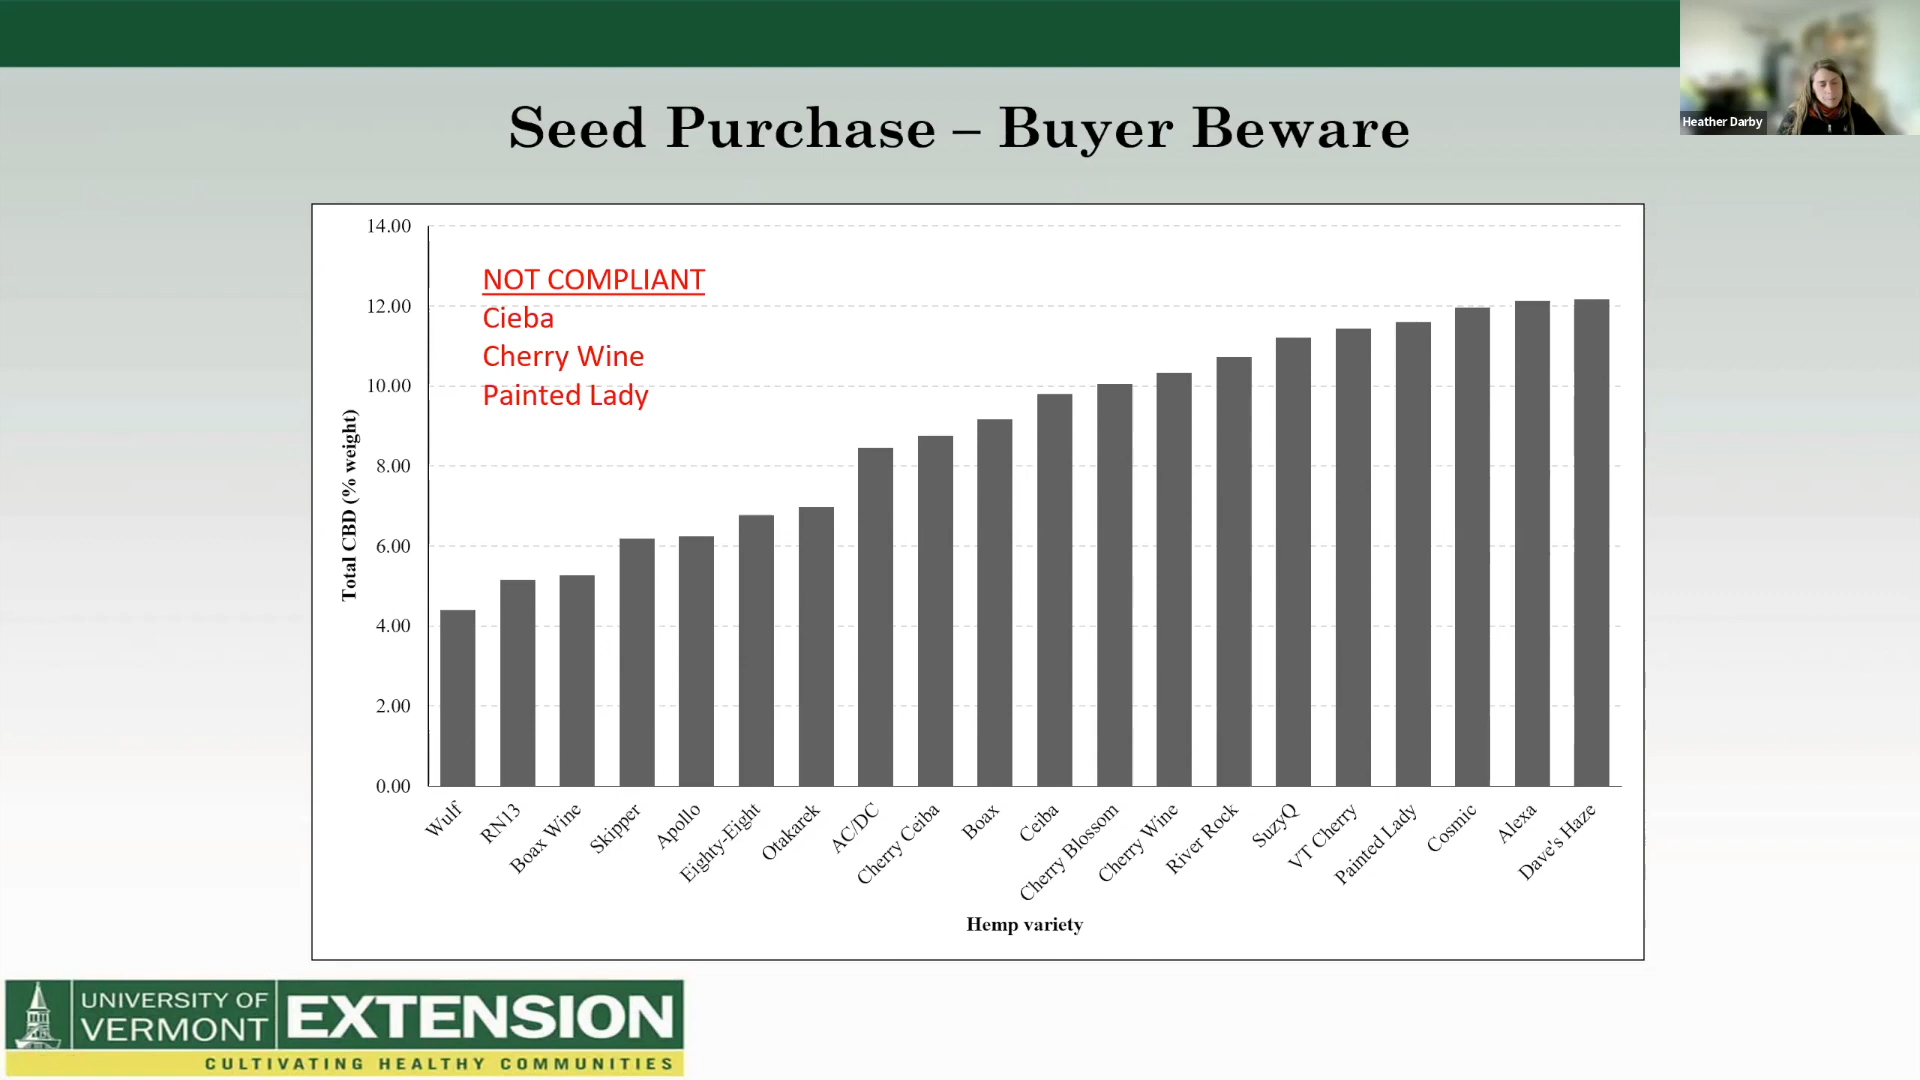 Heather Darby
Seed Purchase – Buyer Beware
14.00
12.00
10.00
8.00
6.00
4.00
2.00
0.00
Total CBD (% weight)
NOT COMPLIANT
Cieba
Cherry Wine
Painted Lady
Wulf
RN13
Boax Wine
Skipper
Apollo
Eighty-Eight
Otakarek
AC/DC
Cherry Ceiba
Boax
Ceiba
Cherry Blossom
Cherry Wine
River Rock
SuzyQ
VT Cherry
Painted Lady
Cosmic
Alexa
Dave's Haze
Hemp variety
UNIVERSITY OF
VERMONT
EXTENSION
CULTIVATING HEALTHY COMMUNITIES